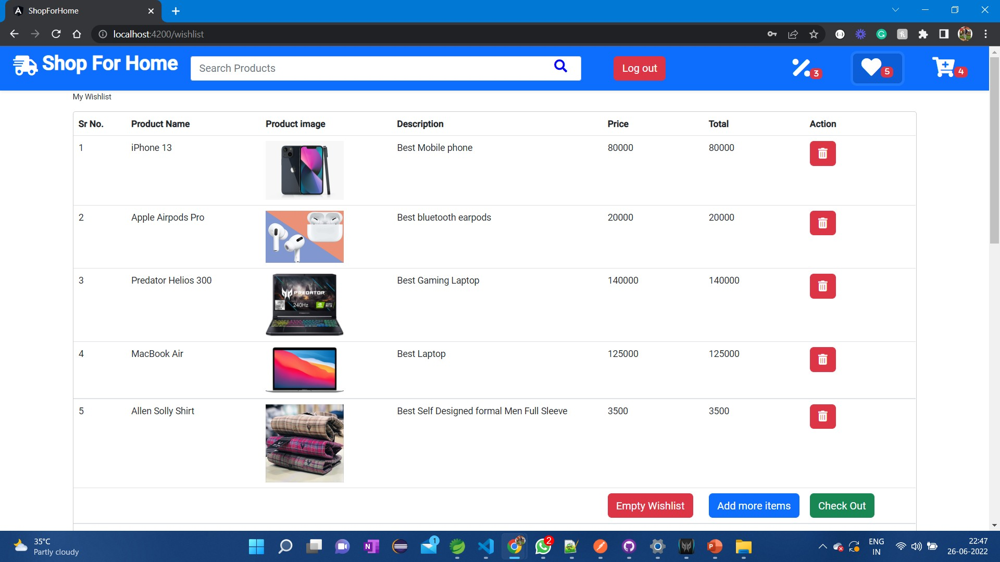 ShopForHome
localhost:4200/wishlist
Shop For Home
Search Products
Log out
3
5
4
My Wishlist
Sr No. Product Name Product image Description Price Total Action
1 iPhone 13 Best Mobile phone 80000 80000
2 Apple Airpods Pro Best bluetooth earpods 20000 20000
3 Predator Helios 300 Best Gaming Laptop 140000 140000
PREDATOR
240Hz
RTX
4 MacBook Air Best Laptop 125000 125000
5 Allen Solly Shirt Best Self Designed formal Men Full Sleeve 3500 3500
Empty Wishlist Add more items Check Out
35°C
Partly cloudy
1
2
ENG
IN
22:47
26-06-2022